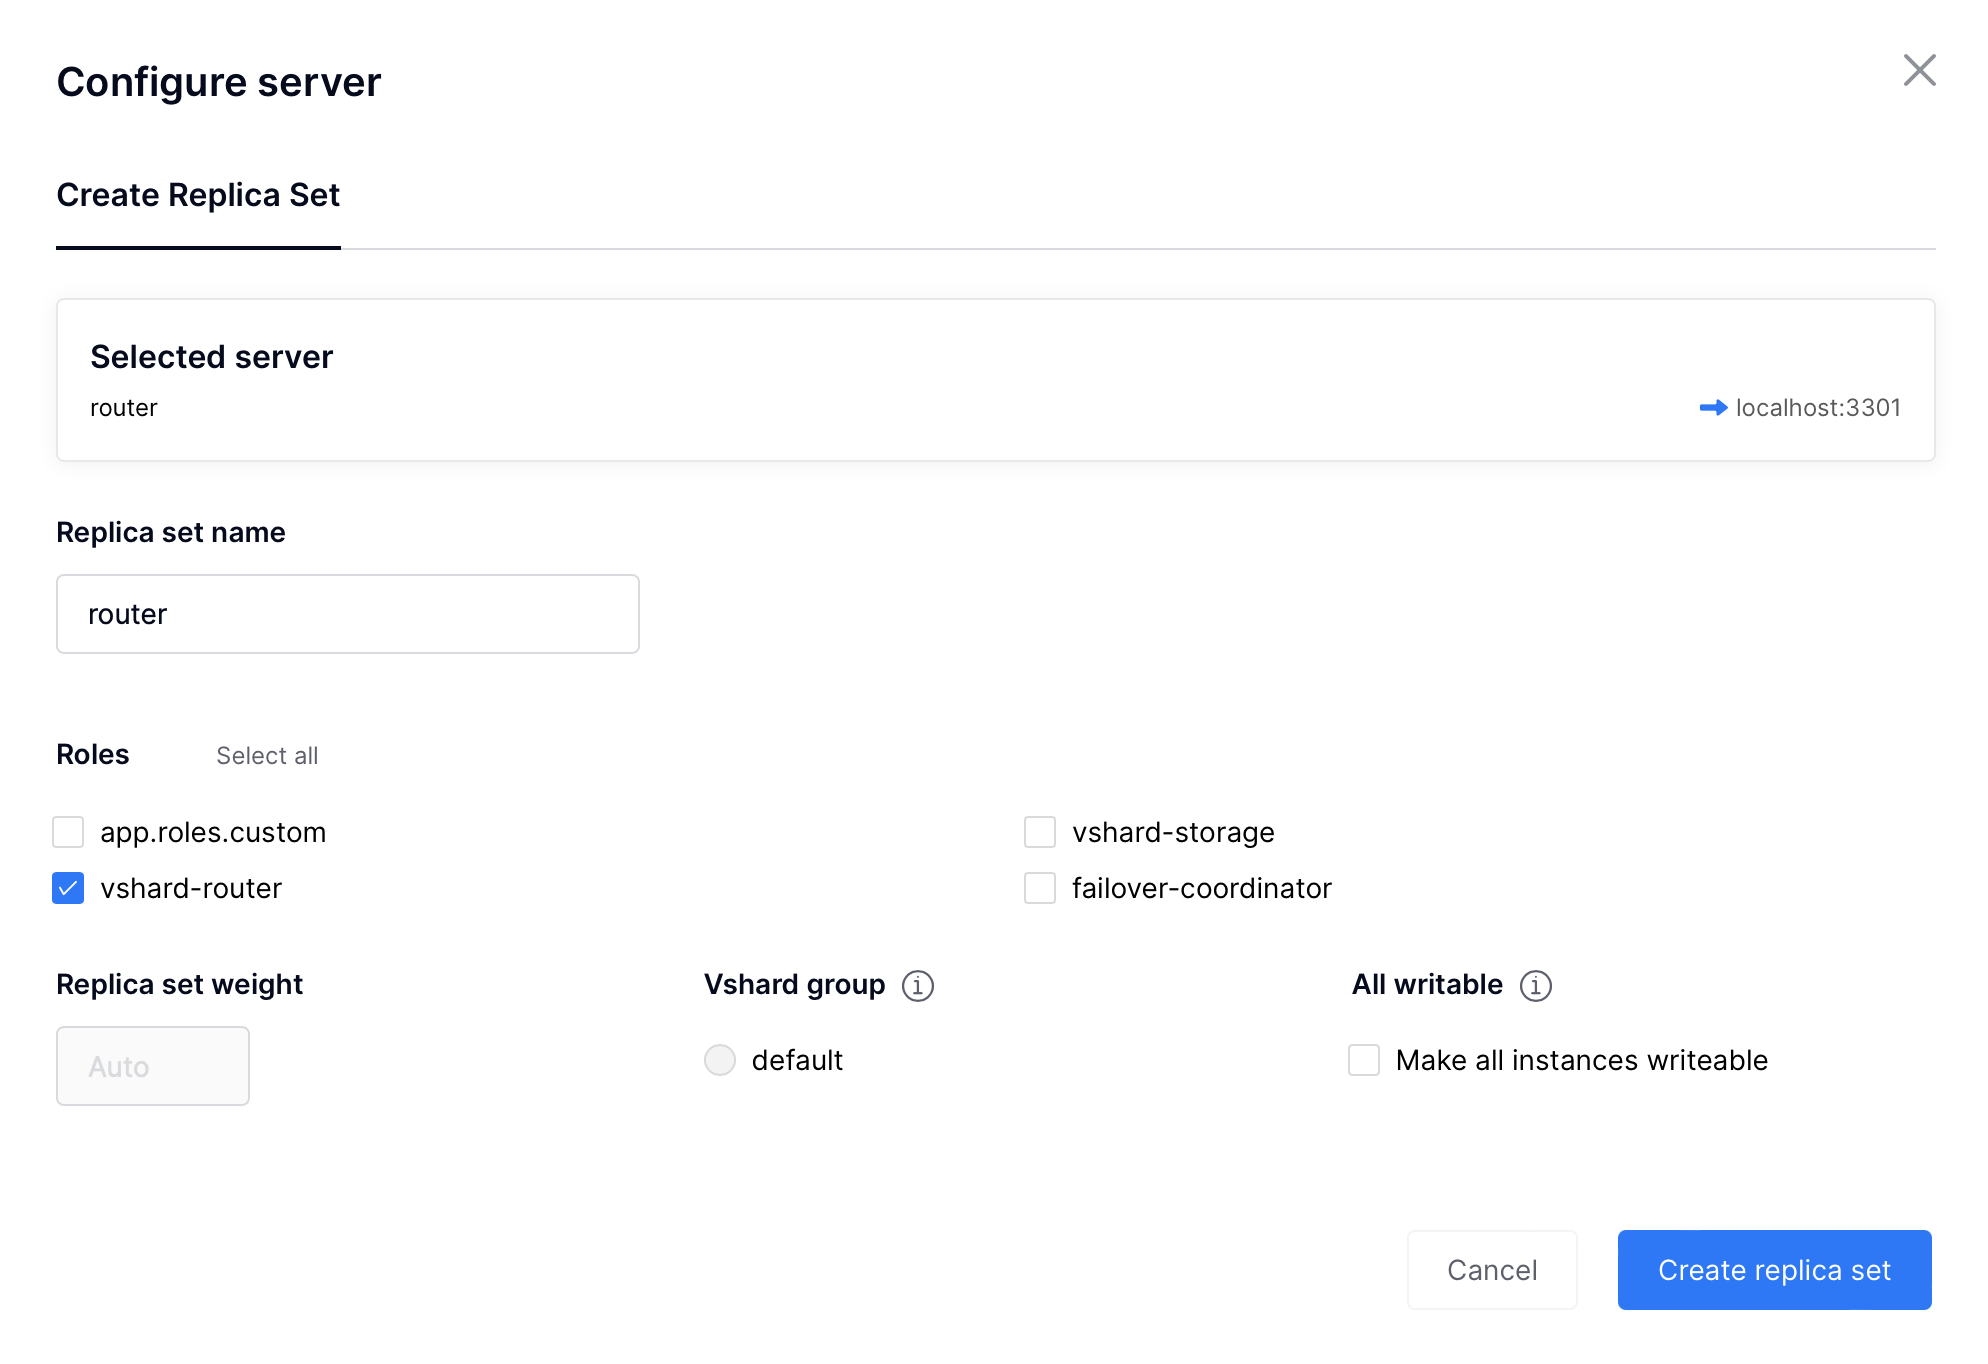 Configure server
Create Replica Set
Selected server
router
localhost:3301
Replica set name
router
Roles Select all
app.roles.custom vshard-storage
vshard-router failover-coordinator
Replica set weight Vshard group All writable
Auto default Make all instances writeable
Cancel Create replica set